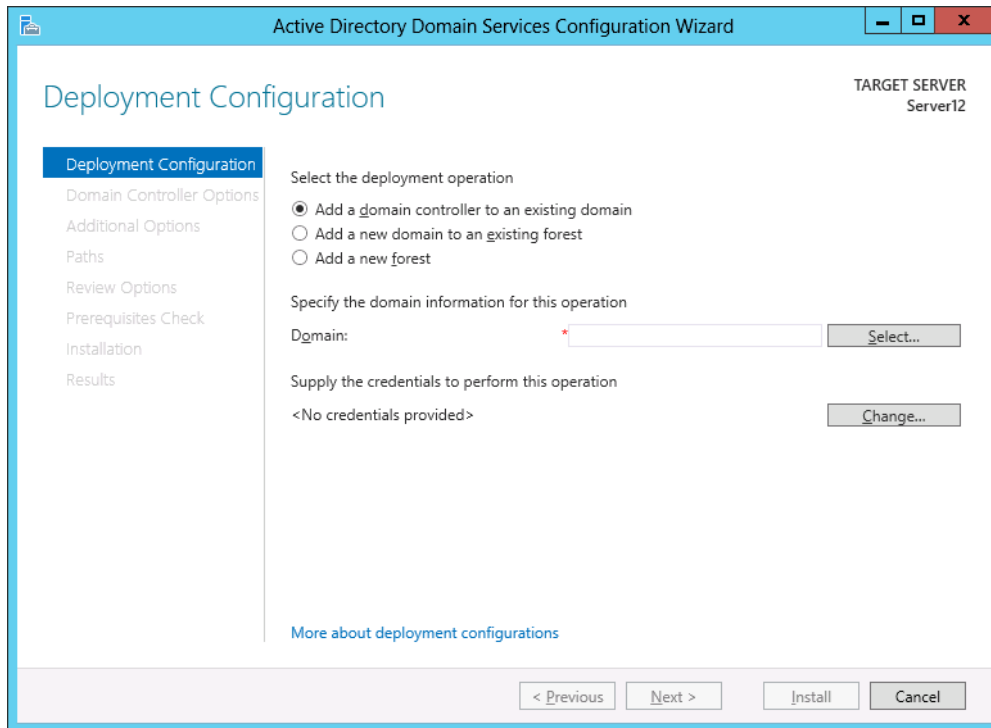 Active Directory Domain Services Configuration Wizard
Deployment Configuration
TARGET SERVER
Server12
Deployment Configuration
Domain Controller Options
Additional Options
Paths
Review Options
Prerequisites Check
Installation
Results
Select the deployment operation
Add a domain controller to an existing domain
Add a new domain to an existing forest
Add a new forest
Specify the domain information for this operation
Domain: * Select...
Supply the credentials to perform this operation
<No credentials provided> Change...
More about deployment configurations
< Previous Next > Install Cancel